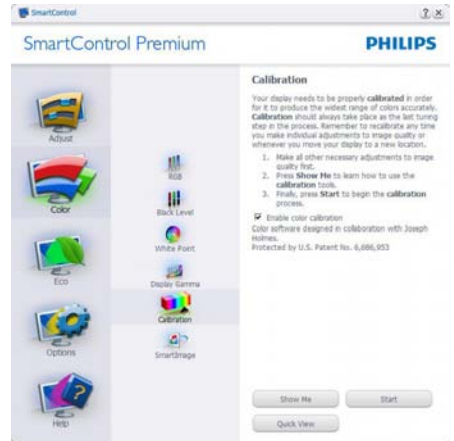 SmartControl
? x
SmartControl Premium
PHILIPS
Adjust
Color
Eco
Options
Help
RGB
Black Level
White Point
Display Gamma
Calibration
SmartImage
Calibration
Your display needs to be properly calibrated in order
for it to produce the widest range of colors accurately.
Calibration should always take place as the last tuning
step in the process. Remember to recalibrate any time
you make individual adjustments to image quality or
whenever you move your display to a new location.
1. Make all other necessary adjustments to image
quality first.
2. Press Show Me to learn how to use the
calibration tools.
3. Finally, press Start to begin the calibration
process.
Enable color calibration
Color software designed in collaboration with Joseph
Holmes.
Protected by U.S. Patent No. 6,686,953
Show Me
Start
Quick View